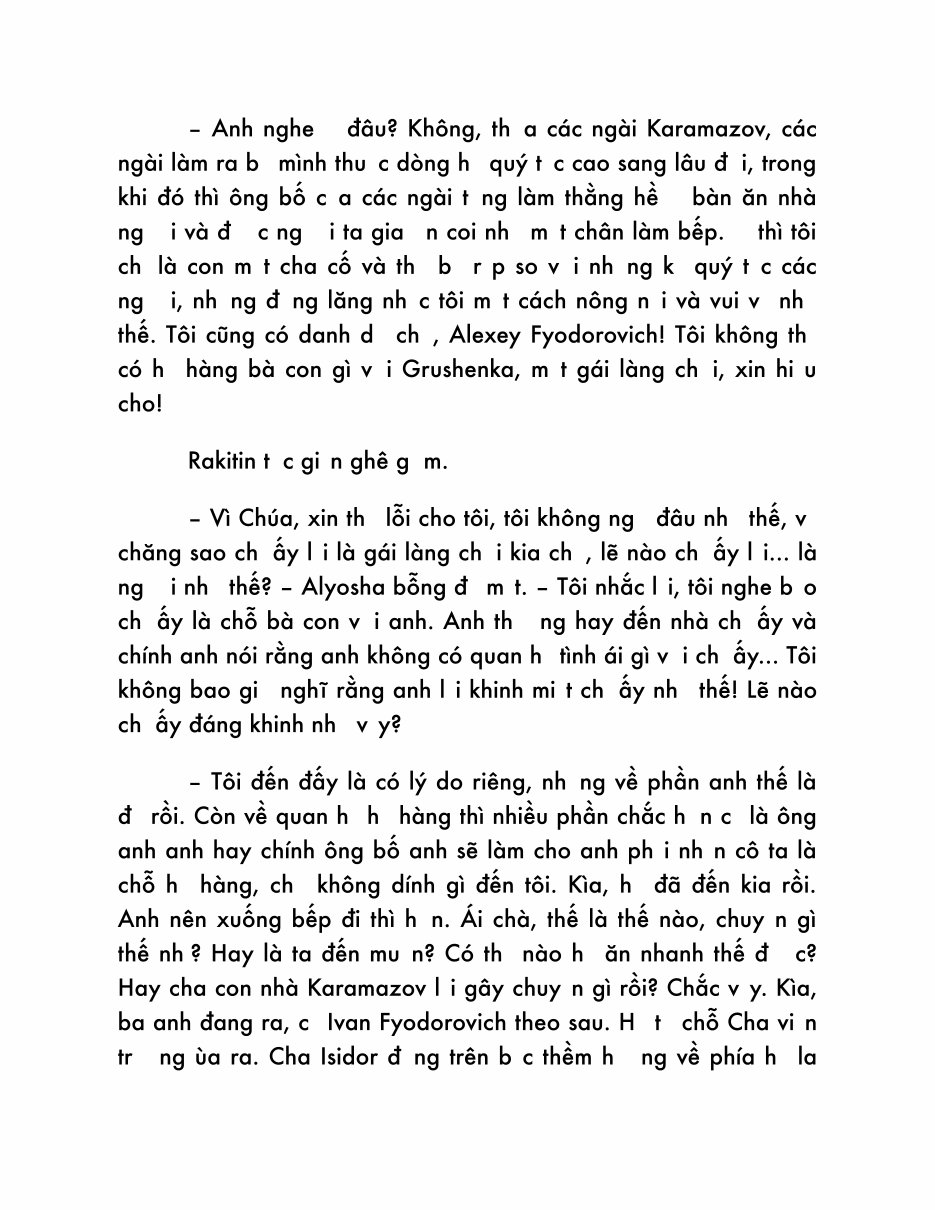 – Anh nghe   đâu? Không, th a các ngài Karamazov, các
ngài làm ra b  mình thu c dòng h  quý t c cao sang lâu đ i, trong
khi đó thì ông bố c a các ngài t ng làm thằng hề   bàn ăn nhà
ng  i và đ  c ng  i ta gia  n coi nh  m t chân làm bếp.   thì tôi
ch  là con m t cha cố và th  b  r p so v i nh ng k  quý t c các
ng  i, nh ng đ ng lăng nh c tôi m t cách nông n i và vui v  nh 
thế. Tôi cũng có danh d  ch , Alexey Fyodorovich! Tôi không th 
có h  hàng bà con gì v i Grushenka, m t gái làng ch i, xin hi u
cho!
Rakitin t c gi n ghê g m.
– Vì Chúa, xin th  lỗi cho tôi, tôi không ng  đâu nh  thế, v 
chăng sao ch  ấy l i là gái làng ch i kia ch , lẽ nào ch  ấy l i... là
ng  i nh  thế? – Alyosha bỗng đ  m t. – Tôi nhắc l i, tôi nghe b o
ch  ấy là chỗ bà con v i anh. Anh th  ng hay đến nhà ch  ấy và
chính anh nói rằng anh không có quan h  tình ái gì v i ch  ấy... Tôi
không bao gi  nghĩ rằng anh l i khinh mi t ch  ấy nh  thế! Lẽ nào
ch  ấy đáng khinh nh  v y?
– Tôi đến đấy là có lý do riêng, nh ng về phần anh thế là
đ  rồi. Còn về quan h  h  hàng thì nhiều phần chắc h n c  là ông
anh anh hay chính ông bố anh sẽ làm cho anh ph i nh n cô ta là
chỗ h  hàng, ch  không dính gì đến tôi. Kìa, h  đã đến kia rồi.
Anh nên xuống bếp đi thì h n. Ái chà, thế là thế nào, chuy n gì
thế nh ? Hay là ta đến mu n? Có th  nào h  ăn nhanh thế đ  c?
Hay cha con nhà Karamazov l i gây chuy n gì rồi? Chắc v y. Kìa,
ba anh đang ra, c  Ivan Fyodorovich theo sau. H  t  chỗ Cha vi n
tr  ng ùa ra. Cha Isidor đ ng trên b c thềm h  ng về phía h  la